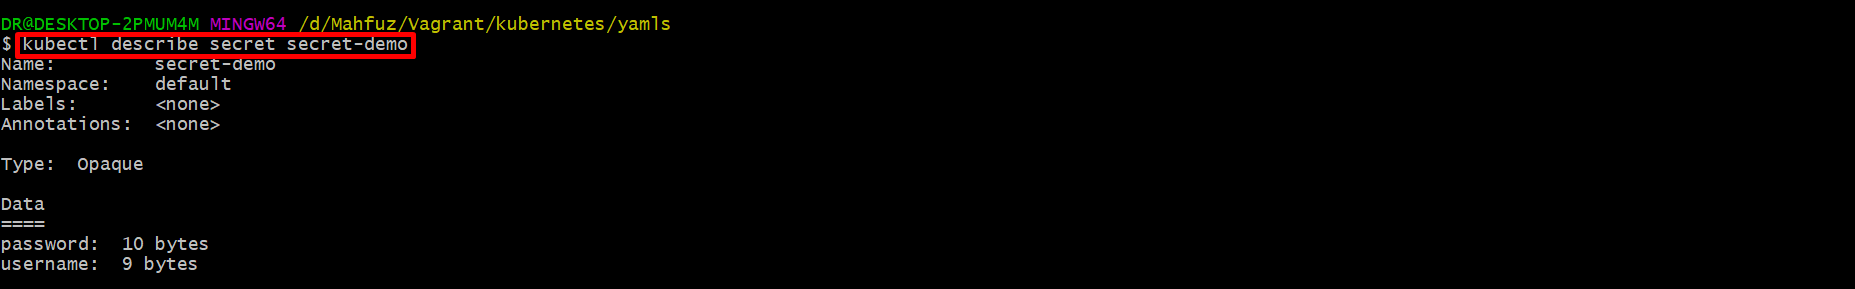 DR@DESKTOP-2PMUM4M MINGW64 /d/Mahfuz/Vagrant/kubernetes/yamls
$ kubectl describe secret secret-demo
Name:         secret-demo
Namespace:    default
Labels:       <none>
Annotations:  <none>
Type:  Opaque
Data
====
password:  10 bytes
username:  9 bytes